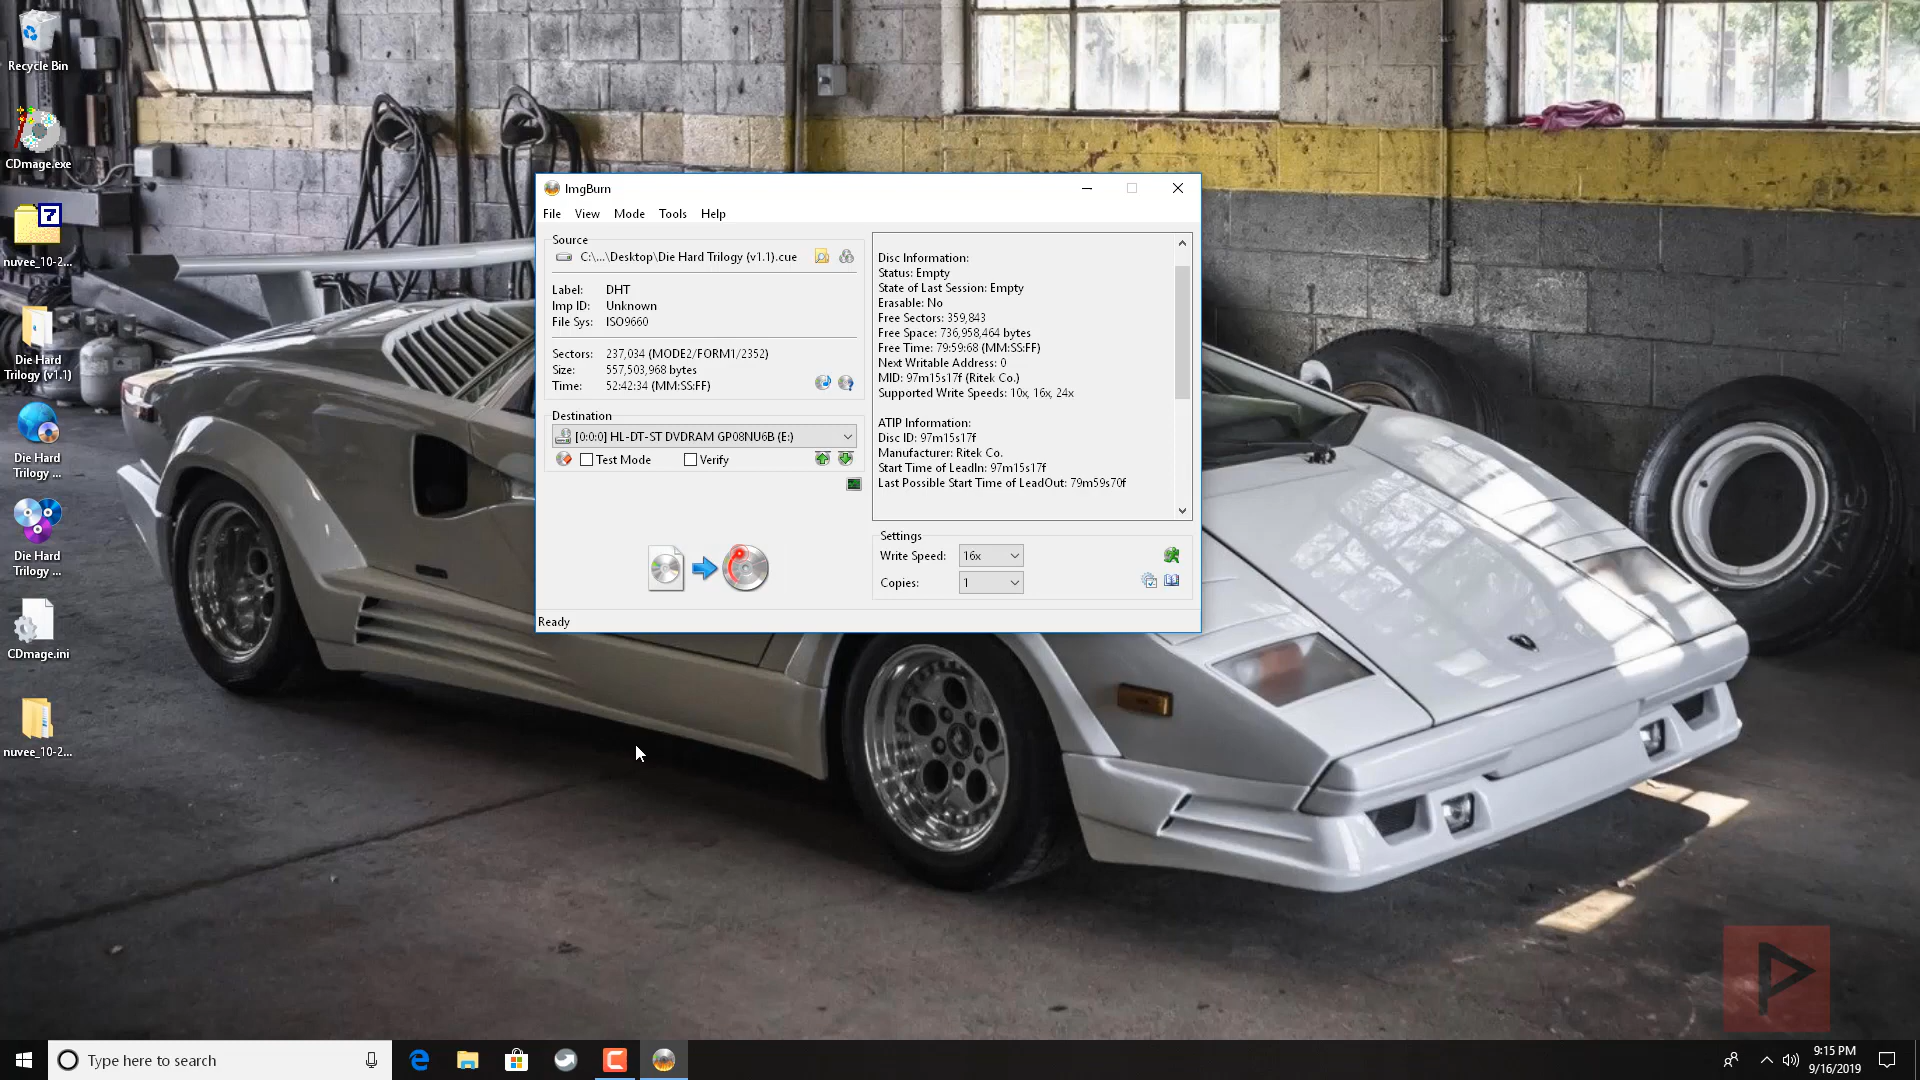 Recycle Bin
CDmage.exe
7
nuvee_10-2...
Die Hard
Trilogy (v1.1)
Die Hard
Trilogy ...
Die Hard
Trilogy ...
CDmage.ini
nuvee_10-2...
ImgBurn
File View Mode Tools Help
Source
C:\...\Desktop\Die Hard Trilogy (v1.1).cue
Label: DHT
Imp ID: Unknown
File Sys: ISO9660
Sectors: 237,034 (MODE2/FORM1/2352)
Size: 557,503,968 bytes
Time: 52:42:34 (MM:SS:FF)
Destination
[0:0:0] HL-DT-ST DVDRAM GP08NU6B (E:)
Test Mode Verify
Disc Information:
Status: Empty
State of Last Session: Empty
Erasable: No
Free Sectors: 359,843
Free Space: 736,958,464 bytes
Free Time: 79:59:68 (MM:SS:FF)
Next Writable Address: 0
MID: 97m15s17f (Ritek Co.)
Supported Write Speeds: 10x, 16x, 24x
ATIP Information:
Disc ID: 97m15s17f
Manufacturer: Ritek Co.
Start Time of LeadIn: 97m15s17f
Last Possible Start Time of LeadOut: 79m59s70f
Settings
Write Speed: 16x
Copies: 1
Ready
P
Type here to search
9:15 PM
9/16/2019